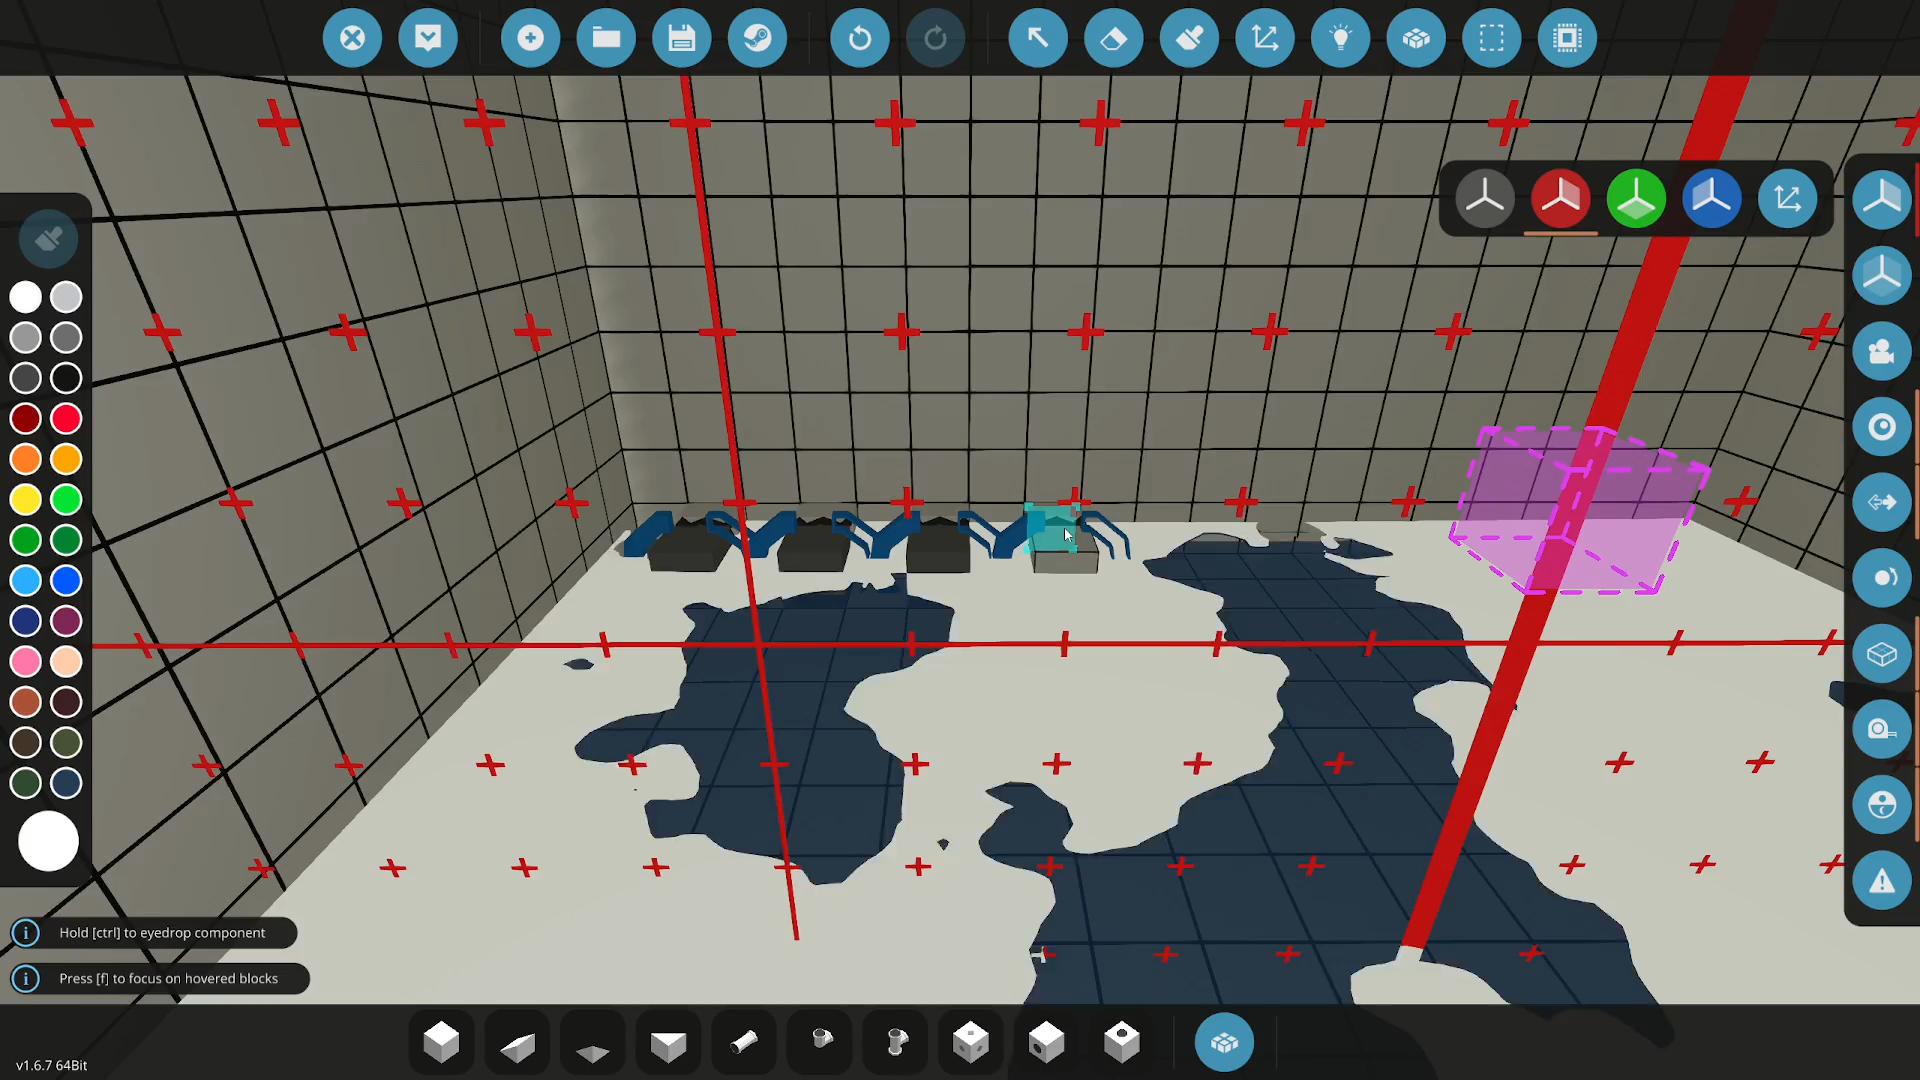 Hold [ctrl] to eyedrop component
Press [f] to focus on hovered blocks
v1.6.7 64Bit